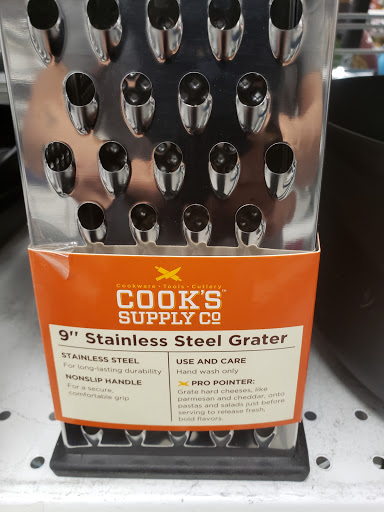 Cookware • Tools • Cutlery
COOK'S™
SUPPLY Co
9" Stainless Steel Grater
STAINLESS STEEL
For long-lasting durability
NONSLIP HANDLE
For a secure,
comfortable grip
USE AND CARE
Hand wash only
PRO POINTER:
Grate hard cheeses, like
parmesan and cheddar, onto
pastas and salads just before
serving to release fresh,
bold flavors.